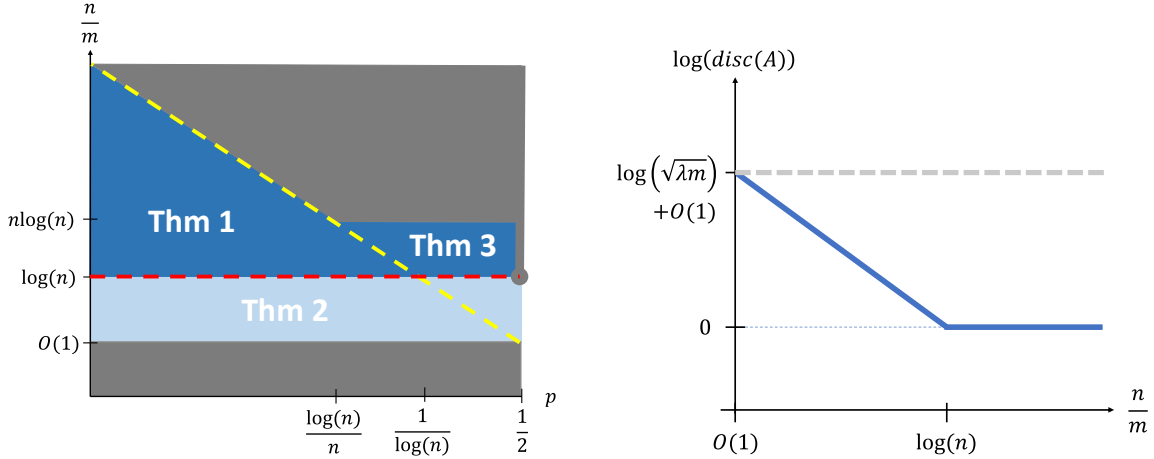 n/m
nlog(n)
log(n)
O(1)
Thm 1
Thm 3
Thm 2
log(n)/n
1/log(n)
1/2
p
log(disc(A))
log(√λm)
+O(1)
0
O(1)
log(n)
n/m